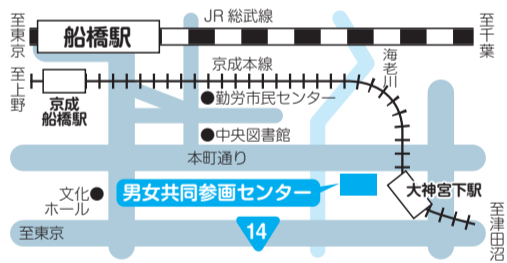 JR 総武線
至東京
船橋駅
至千葉
京成本線
海老川
至上野
京成
船橋駅
勤労市民センター
中央図書館
本町通り
文化
ホール
男女共同参画センター
大神宮下駅
14
至東京
至津田沼